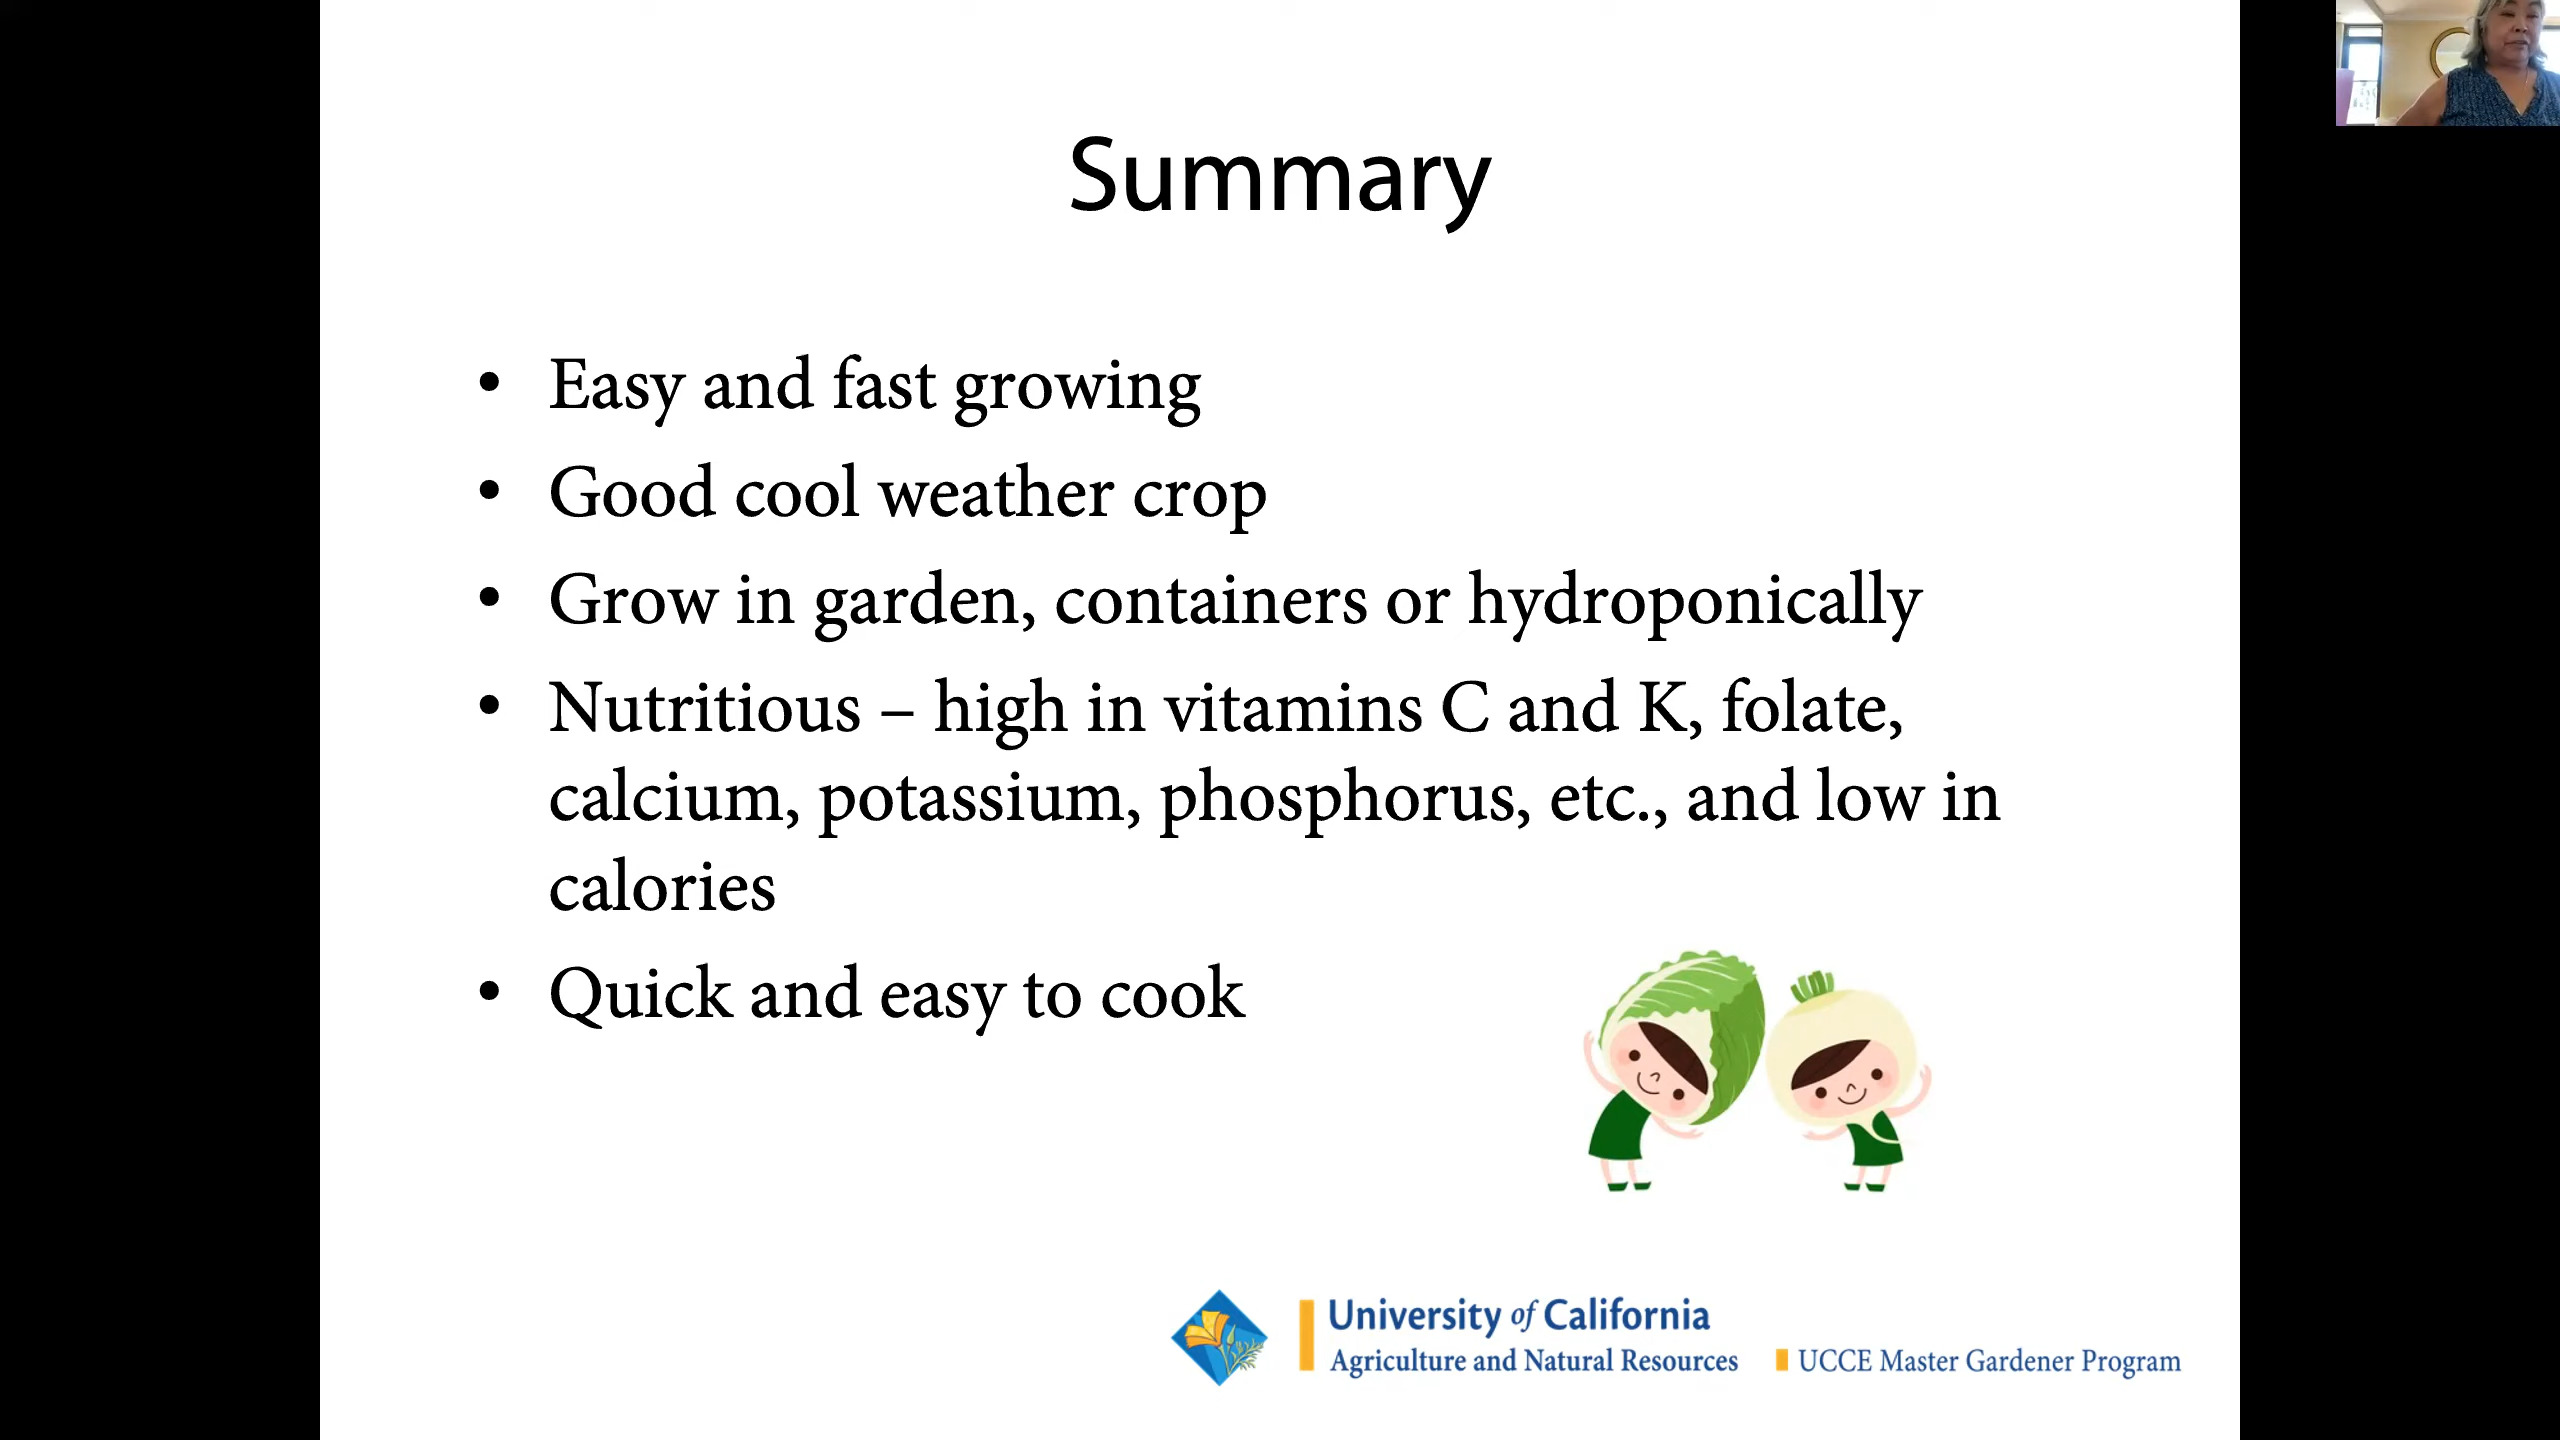 Summary
• Easy and fast growing
• Good cool weather crop
• Grow in garden, containers or hydroponically
• Nutritious – high in vitamins C and K, folate,
calcium, potassium, phosphorus, etc., and low in
calories
• Quick and easy to cook
University of California
Agriculture and Natural Resources UCCE Master Gardener Program